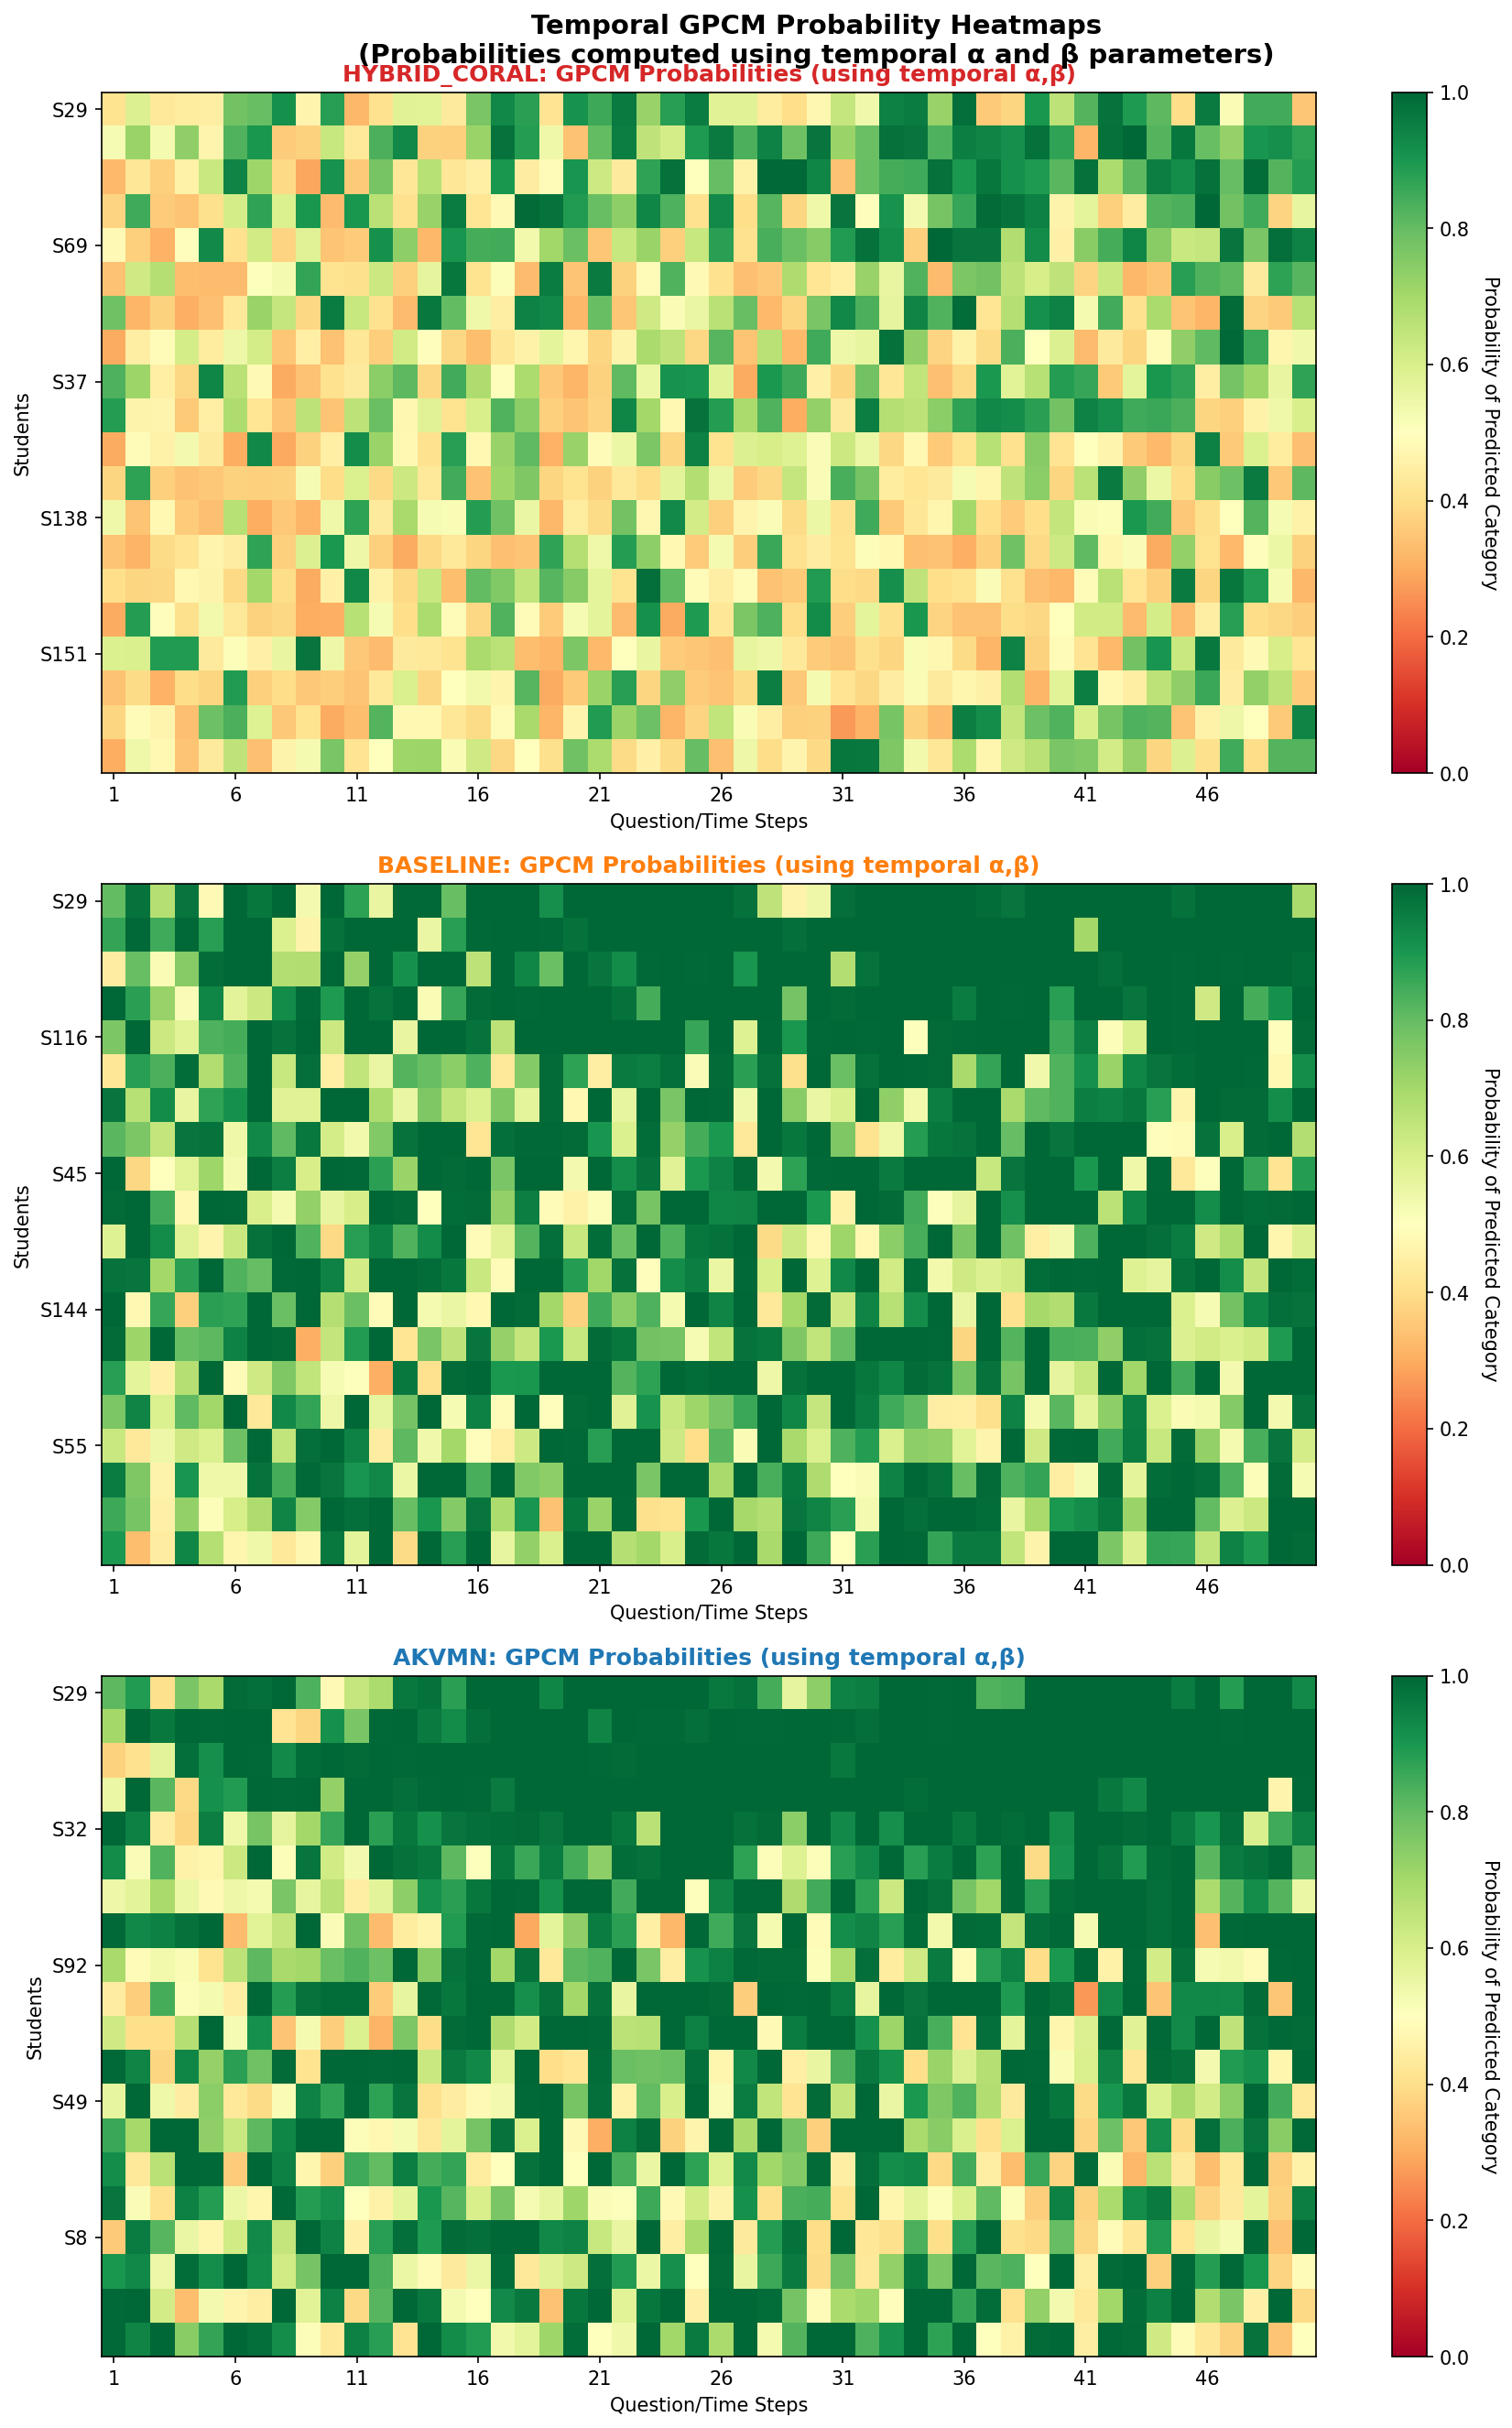 Temporal GPCM Probability Heatmaps
(Probabilities computed using temporal α and β parameters)
HYBRID_CORAL: GPCM Probabilities (using temporal α,β)
S29
S69
S37
S138
S151
Students
1 6 11 16 21 26 31 36 41 46
Question/Time Steps
1.0
0.8
0.6
0.4
0.2
0.0
Probability of Predicted Category
BASELINE: GPCM Probabilities (using temporal α,β)
S29
S116
S45
S144
S55
Students
1 6 11 16 21 26 31 36 41 46
Question/Time Steps
1.0
0.8
0.6
0.4
0.2
0.0
Probability of Predicted Category
AKVMN: GPCM Probabilities (using temporal α,β)
S29
S32
S92
S49
S8
Students
1 6 11 16 21 26 31 36 41 46
Question/Time Steps
1.0
0.8
0.6
0.4
0.2
0.0
Probability of Predicted Category